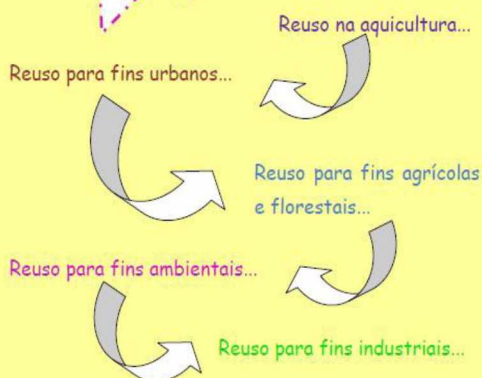 Reuso na aquicultura...
Reuso para fins urbanos...
Reuso para fins agrícolas
e florestais...
Reuso para fins ambientais...
Reuso para fins industriais...